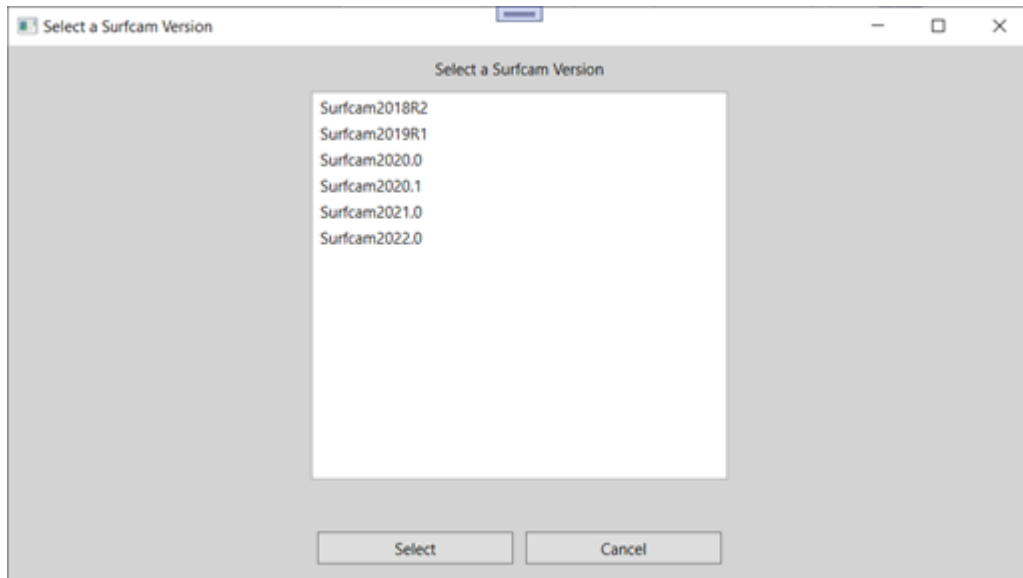 Select a Surfcam Version
Select a Surfcam Version
Surfcam2018R2
Surfcam2019R1
Surfcam2020.0
Surfcam2020.1
Surfcam2021.0
Surfcam2022.0
Select Cancel